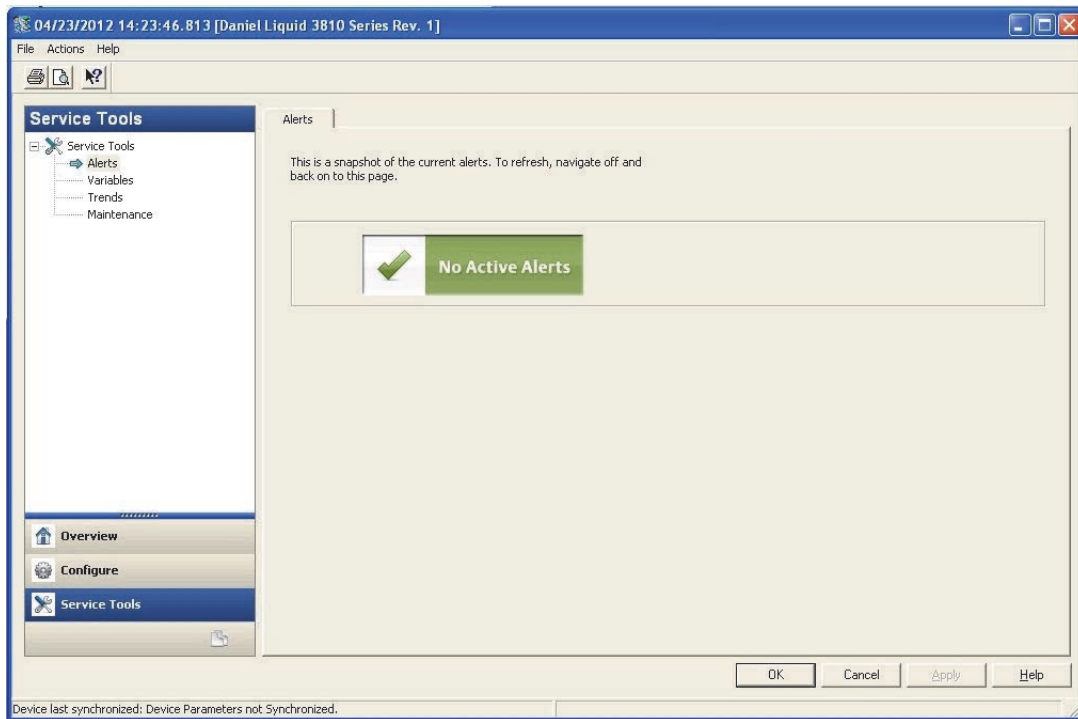 04/23/2012 14:23:46.813 [Daniel Liquid 3810 Series Rev. 1]
File Actions Help
Service Tools
Service Tools
Alerts
Variables
Trends
Maintenance
Overview
Configure
Service Tools
Alerts
This is a snapshot of the current alerts. To refresh, navigate off and
back on to this page.
No Active Alerts
OK Cancel Apply Help
Device last synchronized: Device Parameters not Synchronized.